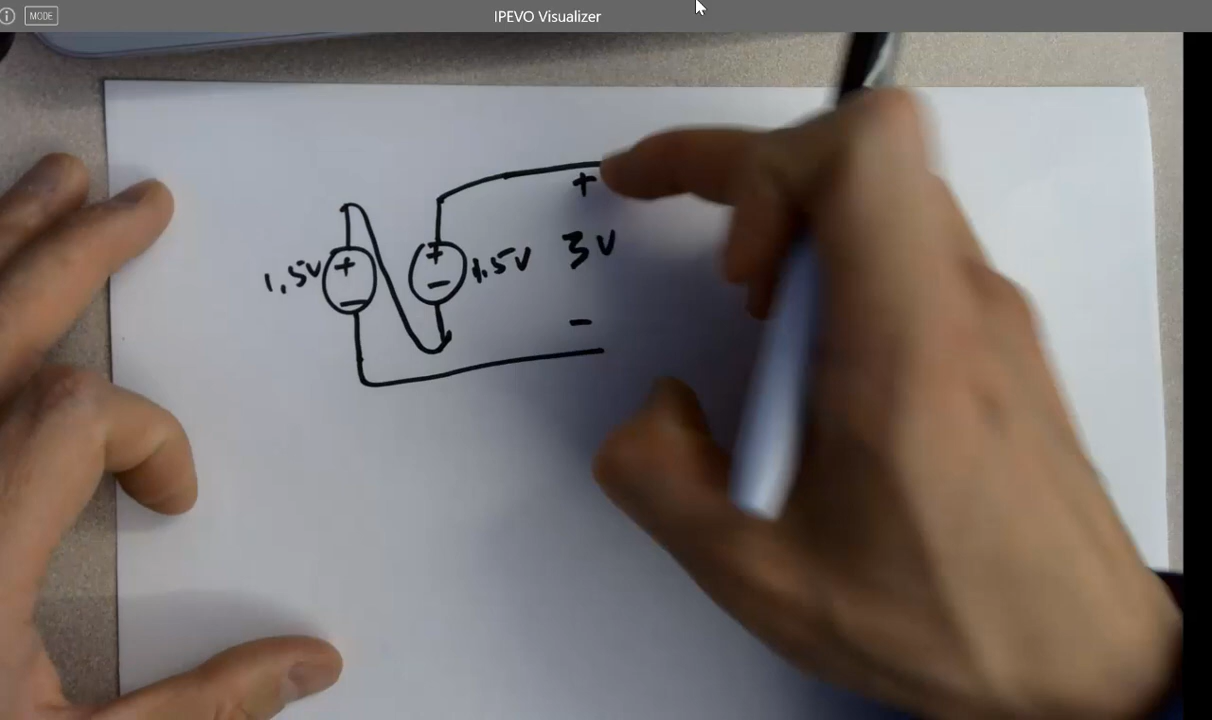 MODE
IPEVO Visualizer
+
1.5V + + 1.5V 3V
- -
-